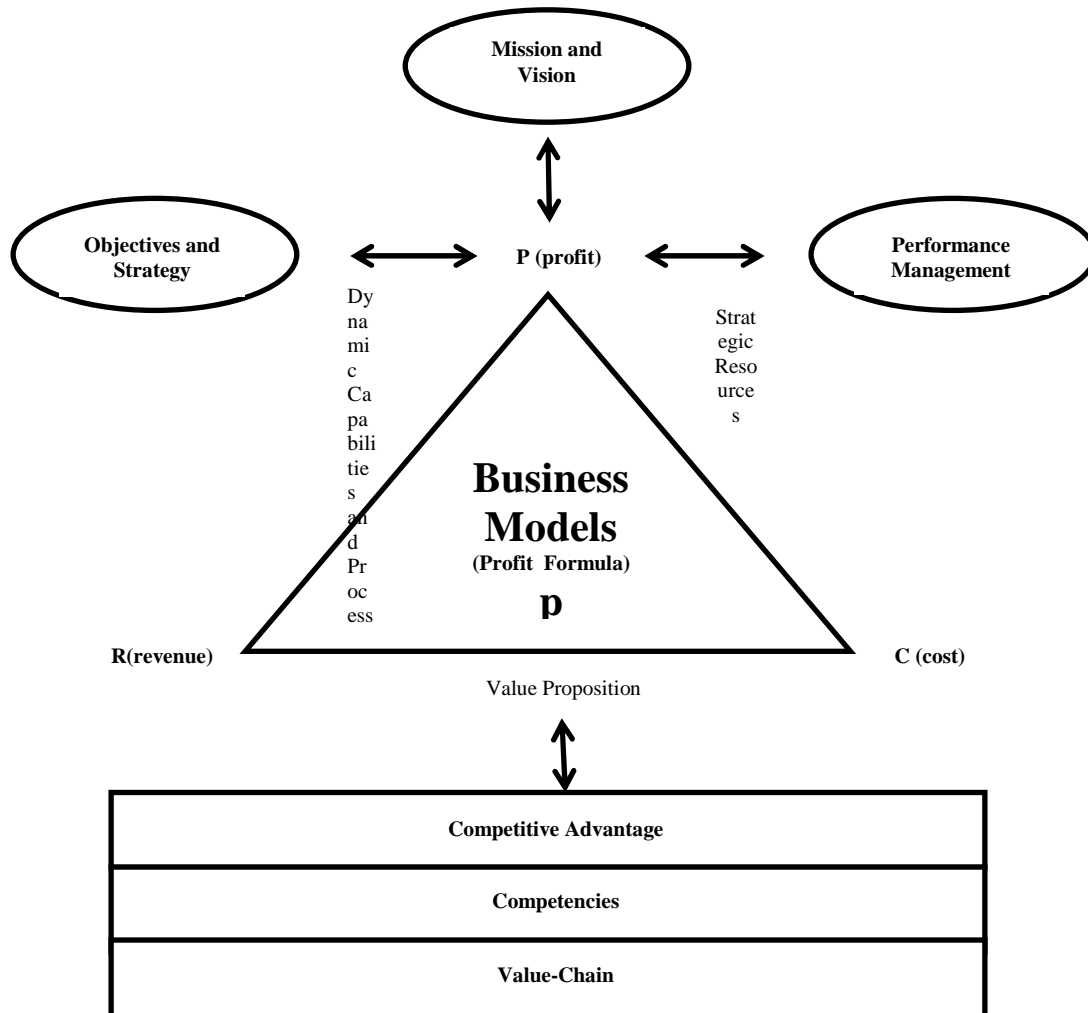 Mission and
Vision
Objectives and
Strategy
P (profit)
Performance
Management
Dy
na
mi
c
Ca
pa
bili
tie
s
an
d
Pr
oc
ess
Strat
egic
Reso
urce
s
Business
Models
(Profit Formula)
p
R(revenue)
C (cost)
Value Proposition
Competitive Advantage
Competencies
Value-Chain